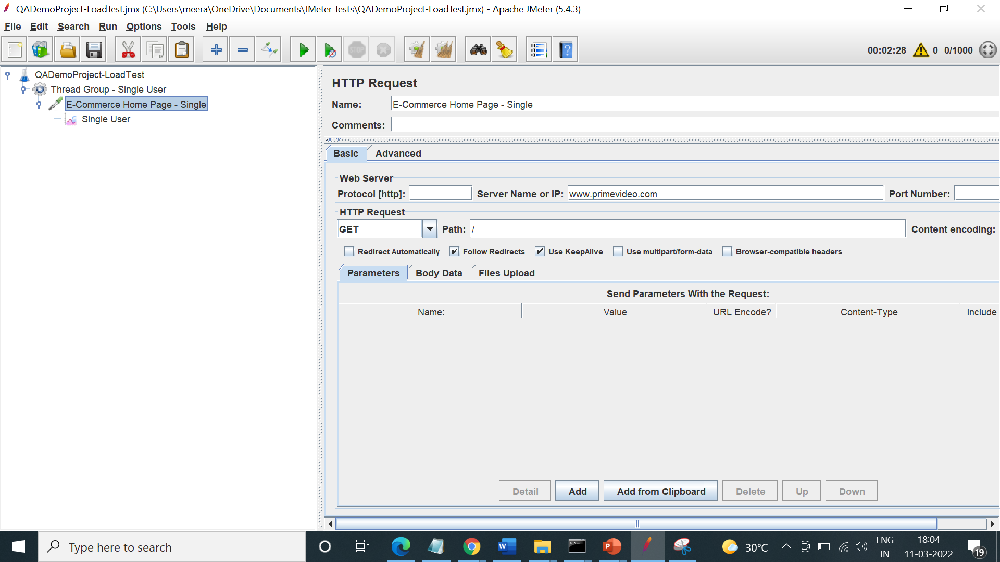 QADemoProject-LoadTest.jmx (C:\Users\meera\OneDrive\Documents\JMeter Tests\QADemoProject-LoadTest.jmx) - Apache JMeter (5.4.3)
File Edit Search Run Options Tools Help
STOP
00:02:28 0 0/1000
QADemoProject-LoadTest
Thread Group - Single User
E-Commerce Home Page - Single
Single User
HTTP Request
Name: E-Commerce Home Page - Single
Comments:
Basic Advanced
Web Server
Protocol [http]: Server Name or IP: www.primevideo.com Port Number:
HTTP Request
GET Path: / Content encoding:
Redirect Automatically Follow Redirects Use KeepAlive Use multipart/form-data Browser-compatible headers
Parameters Body Data Files Upload
Send Parameters With the Request:
Name: Value URL Encode? Content-Type Include
Detail Add Add from Clipboard Delete Up Down
Type here to search
30°C
ENG
IN
18:04
11-03-2022
19